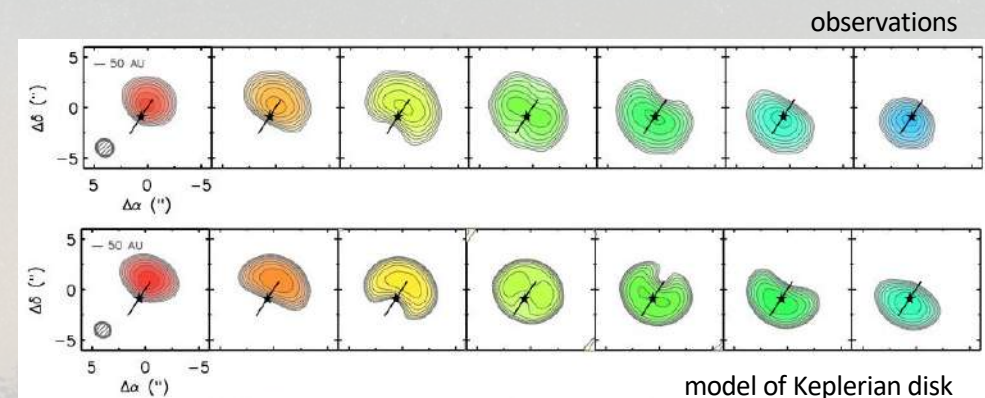 observations
5
— 50 AU
0
Δδ (")
−5
5 0 −5
Δα (")
5
— 50 AU
0
Δδ (")
−5
5 0 −5
Δα (")
model of Keplerian disk